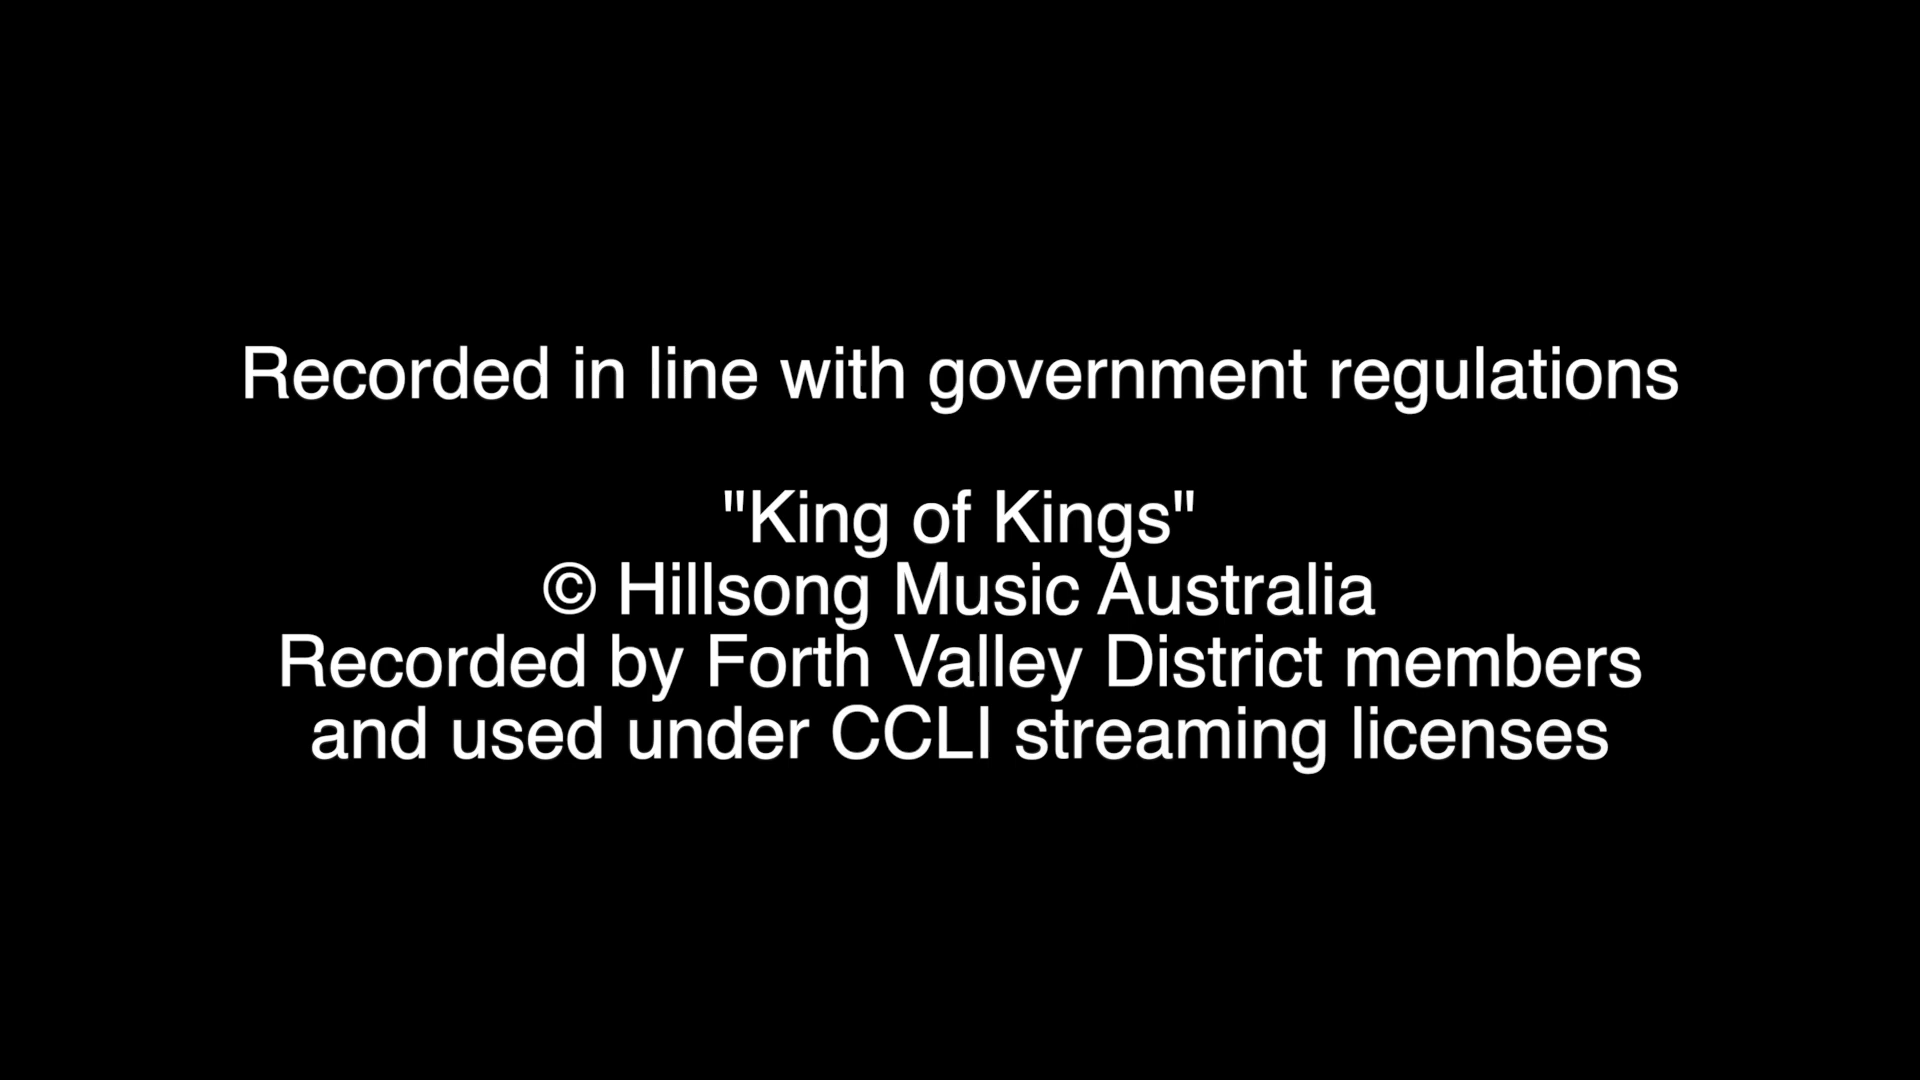 Recorded in line with government regulations
"King of Kings"
© Hillsong Music Australia
Recorded by Forth Valley District members
and used under CCLI streaming licenses